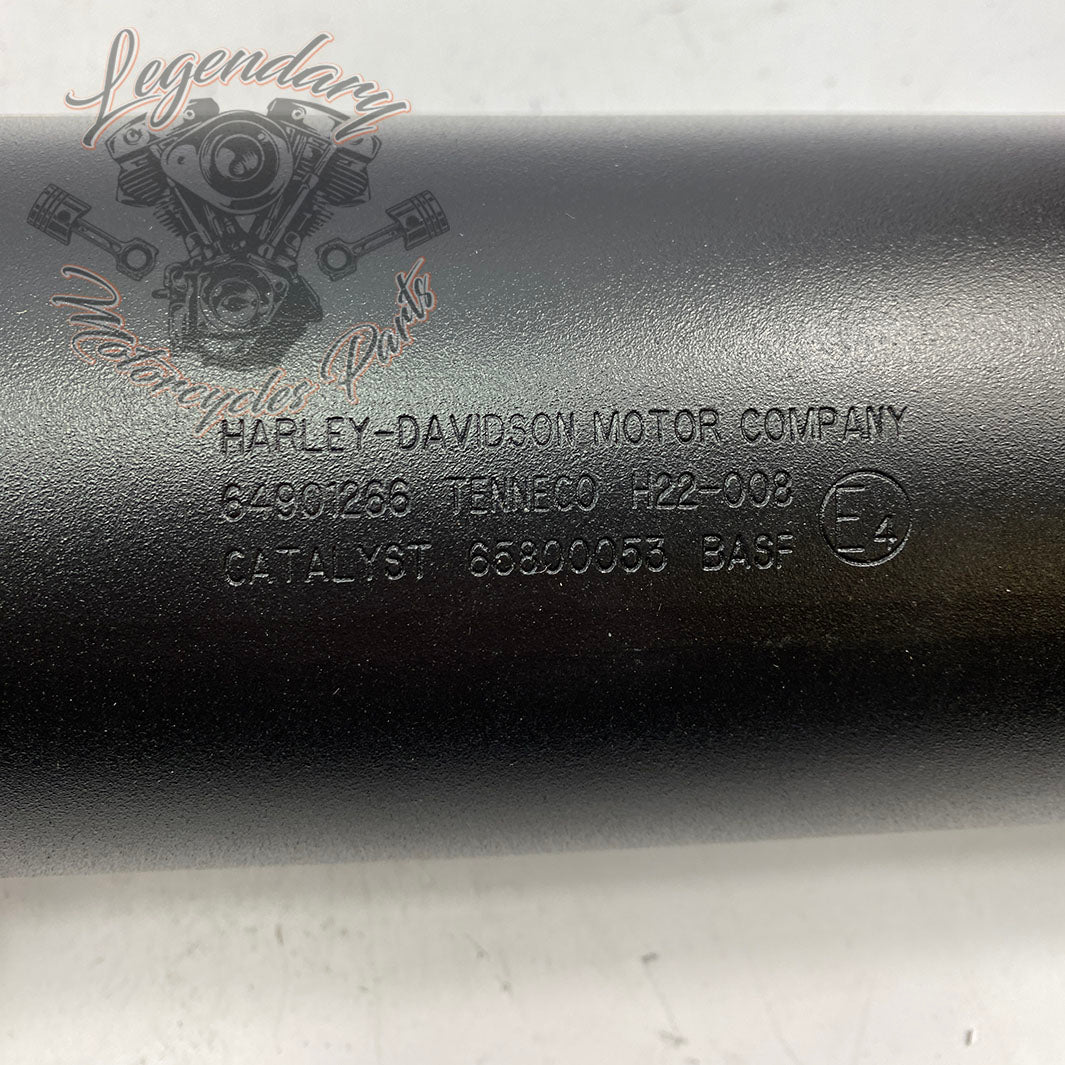 Legendary
Motorcycles Parts
HARLEY-DAVIDSON MOTOR COMPANY
64901266 TENNECO H22-008
CATALYST 65800053 BASF
E4